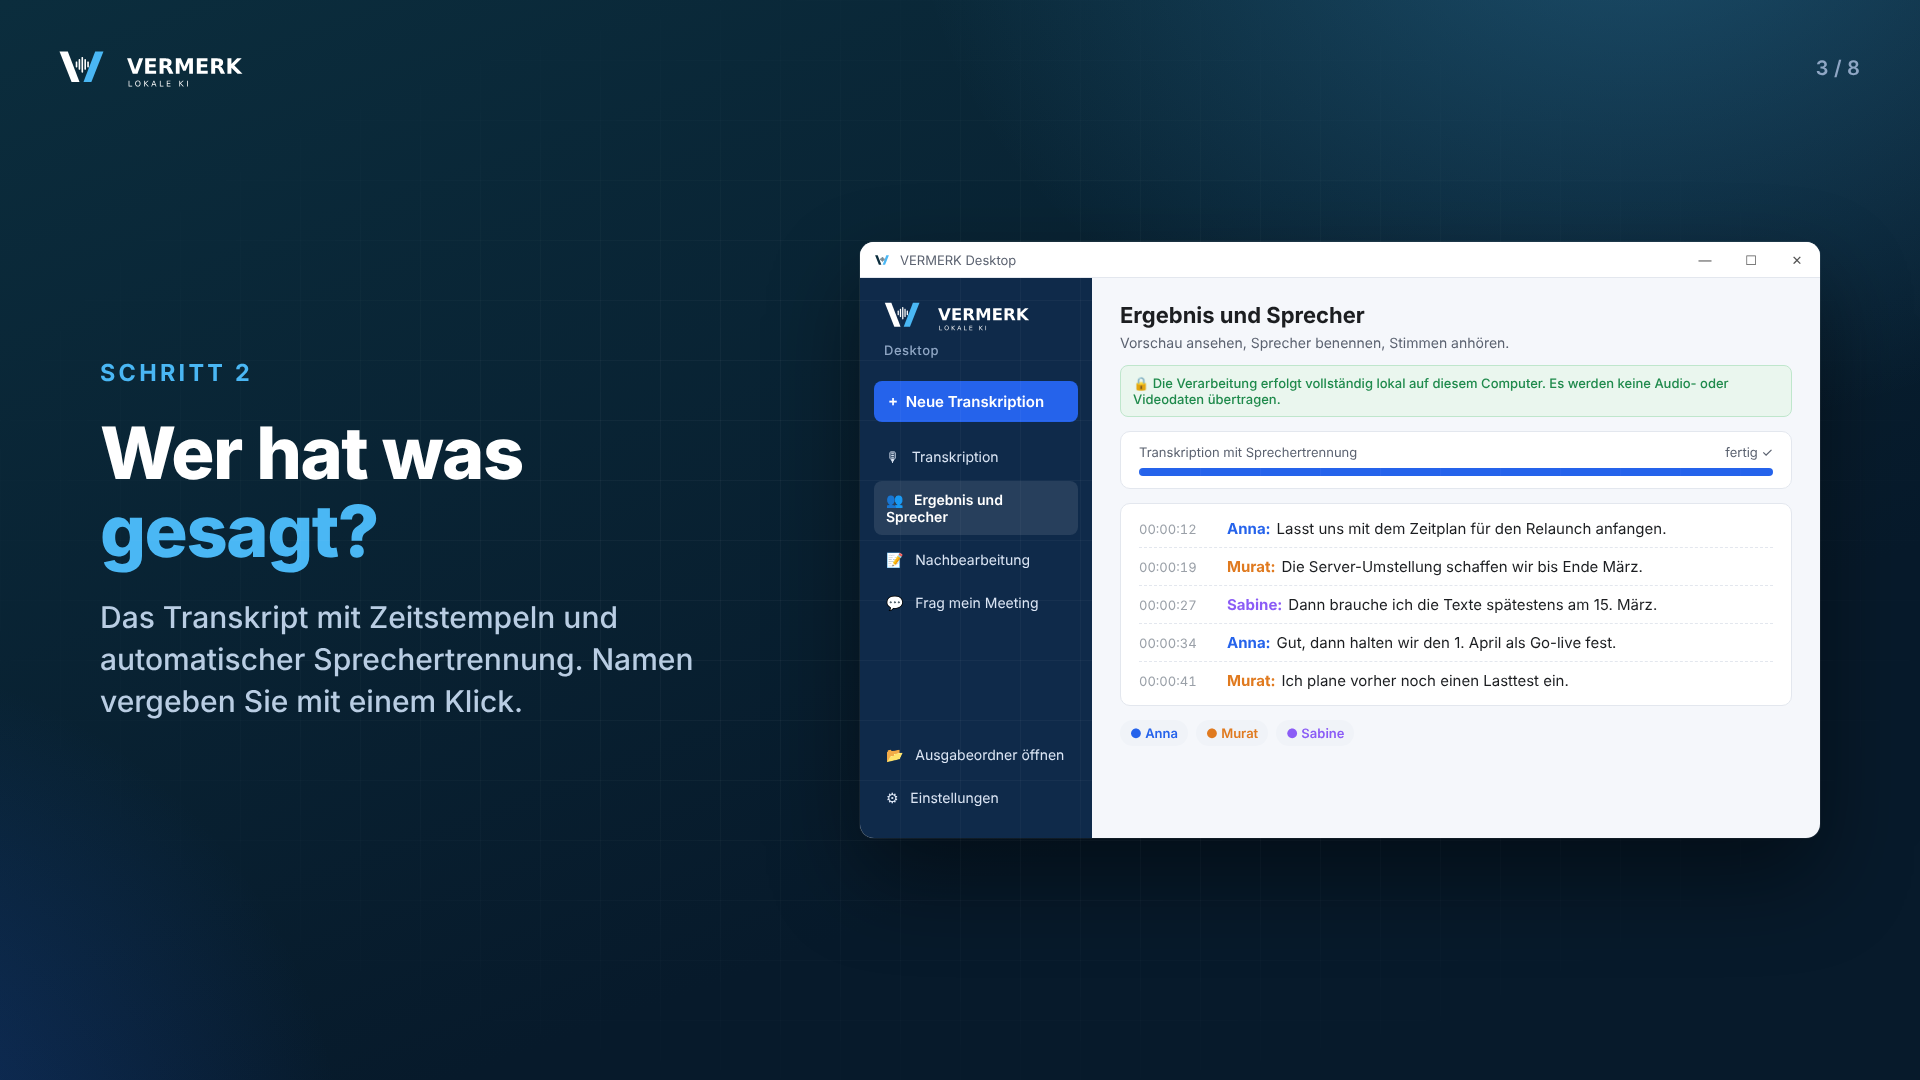 VERMERK
LOKALE KI
3 / 8
SCHRITT 2
Wer hat was
gesagt?
Das Transkript mit Zeitstempeln und
automatischer Sprechertrennung. Namen
vergeben Sie mit einem Klick.
VERMERK Desktop
VERMERK
LOKALE KI
Desktop
+ Neue Transkription
Transkription
Ergebnis und
Sprecher
Nachbearbeitung
Frag mein Meeting
Ausgabeordner öffnen
Einstellungen
Ergebnis und Sprecher
Vorschau ansehen, Sprecher benennen, Stimmen anhören.
Die Verarbeitung erfolgt vollständig lokal auf diesem Computer. Es werden keine Audio- oder
Videodaten übertragen.
Transkription mit Sprechertrennung fertig ✓
00:00:12 Anna: Lasst uns mit dem Zeitplan für den Relaunch anfangen.
00:00:19 Murat: Die Server-Umstellung schaffen wir bis Ende März.
00:00:27 Sabine: Dann brauche ich die Texte spätestens am 15. März.
00:00:34 Anna: Gut, dann halten wir den 1. April als Go-live fest.
00:00:41 Murat: Ich plane vorher noch einen Lasttest ein.
Anna Murat Sabine